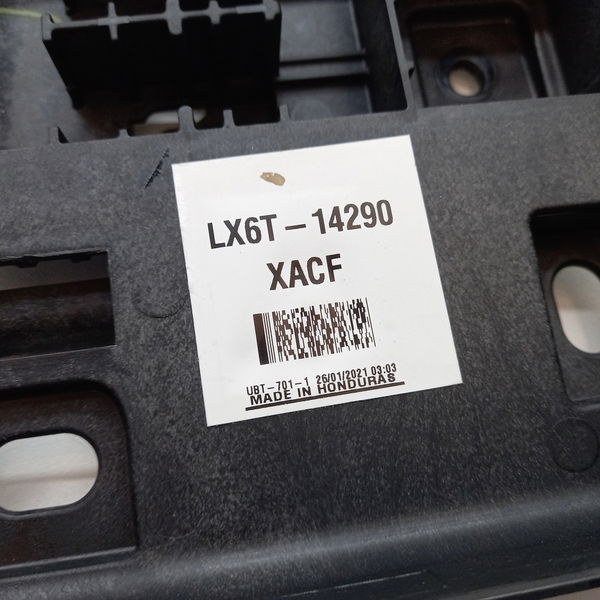 LX6T-14290
XACF
UBT-701-1 26/01/2021 03:03
MADE IN HONDURAS